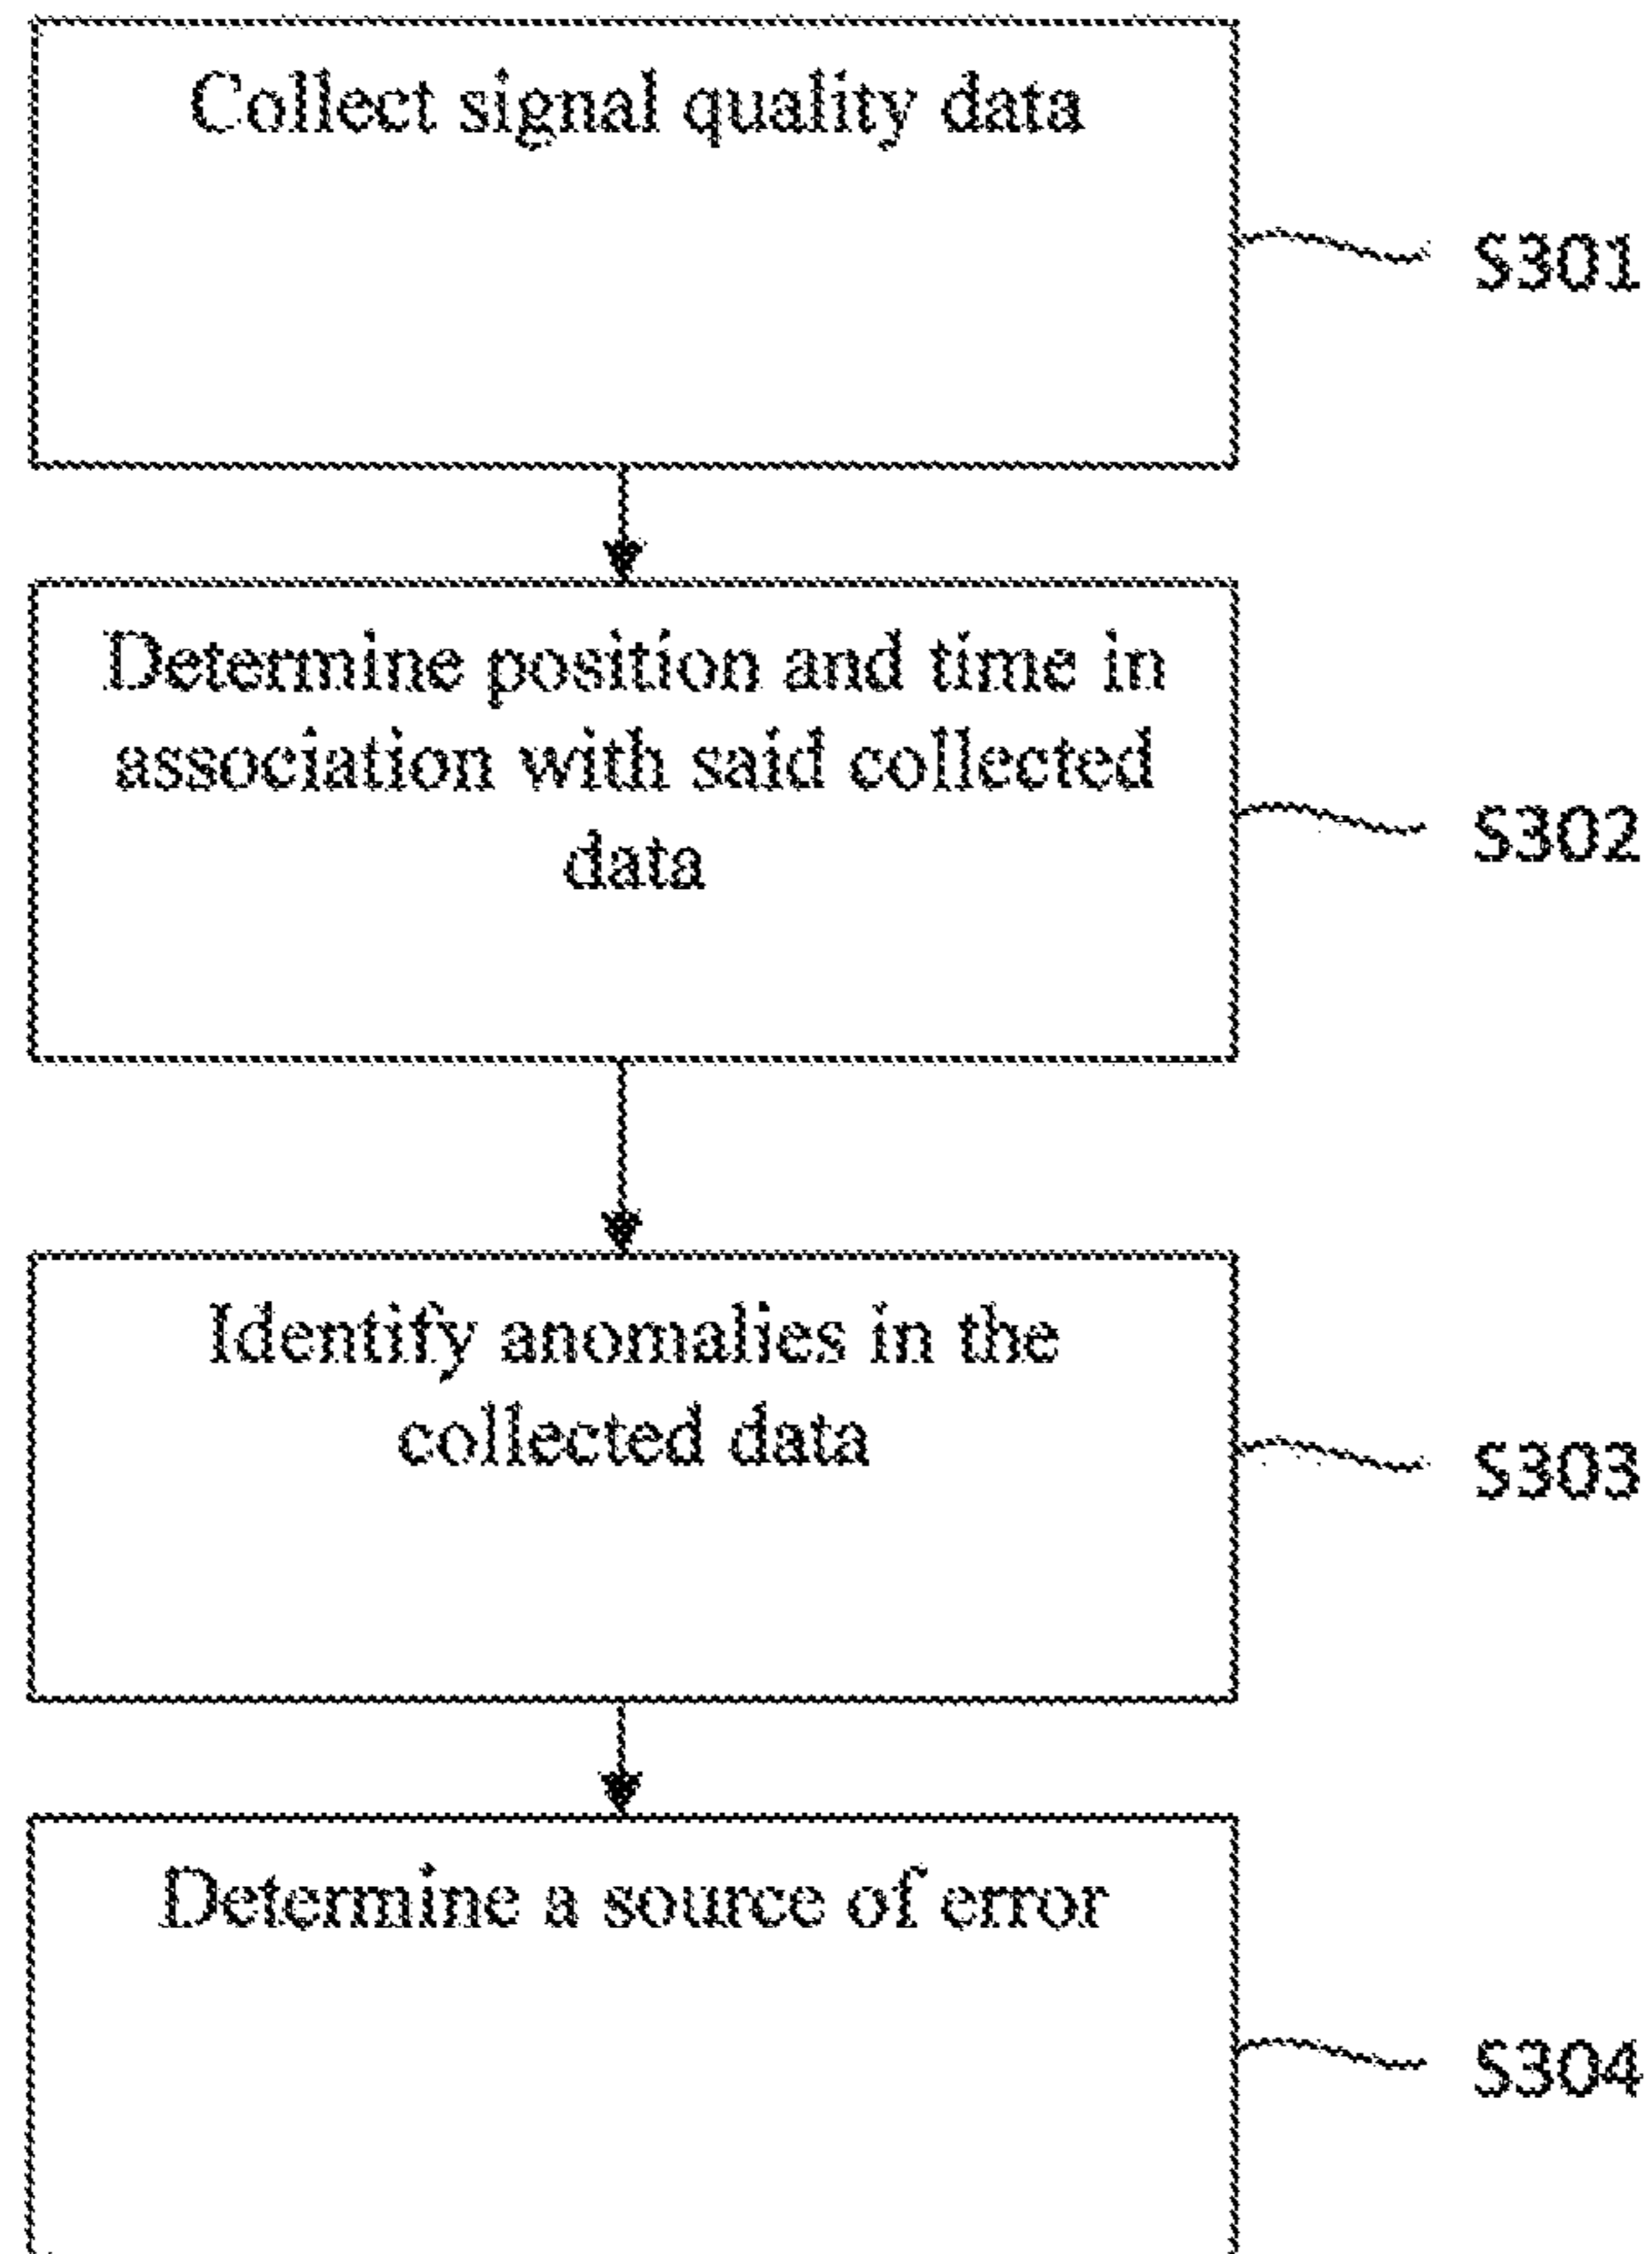 Collect signal quality data
S301
Determine position and time in
association with said collected
data
S302
Identify anomalies in the
collected data
S303
Determine a source of error
S304